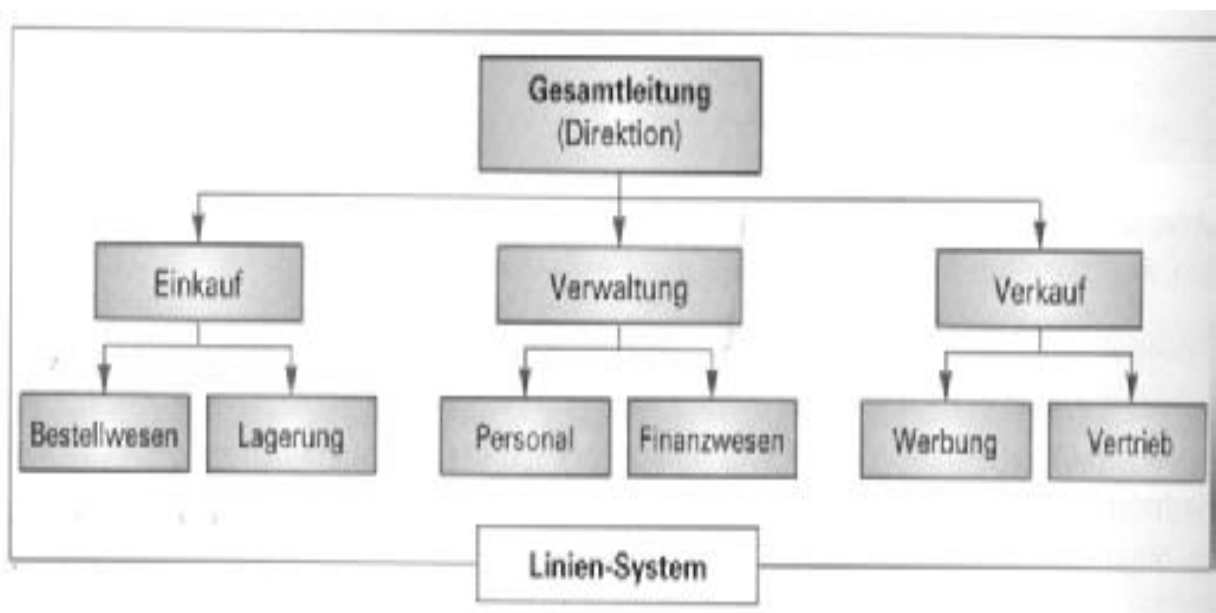 Gesamtleitung
(Direktion)
Einkauf
Verwaltung
Verkauf
Bestellwesen
Lagerung
Personal
Finanzwesen
Werbung
Vertrieb
Linien-System